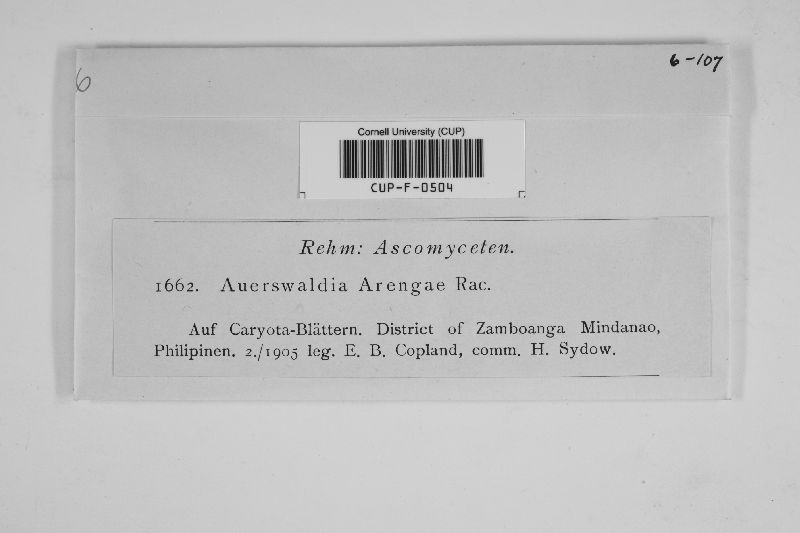 6-107
6
Cornell University (CUP)
CUP-F-0504
Rehm: Ascomyceten.
1662. Auerswaldia Arengae Rac.
Auf Caryota-Blättern. District of Zamboanga Mindanao,
Philipinen. 2./1905 leg. E. B. Copland, comm. H. Sydow.